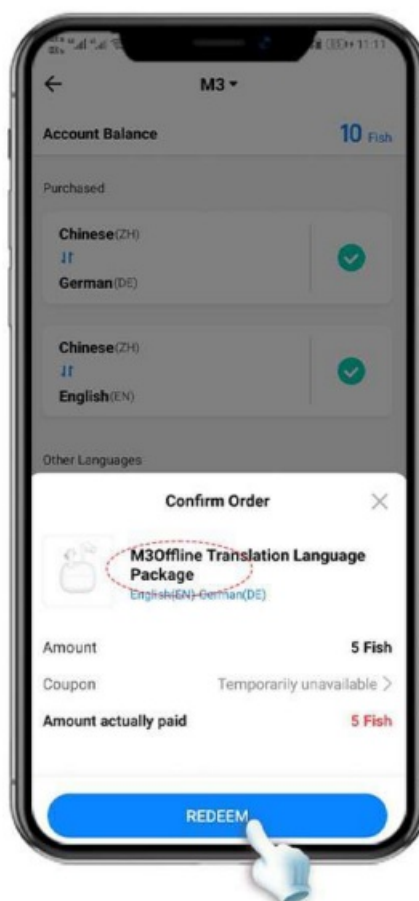 11:11
M3
Account Balance
10 Fish
Purchased
Chinese(ZH)
German(DE)
Chinese(ZH)
English(EN)
Other Languages
Confirm Order
M3Offline Translation Language
Package
English(EN)-German(DE)
Amount
5 Fish
Coupon
Temporarily unavailable >
Amount actually paid
5 Fish
REDEEM